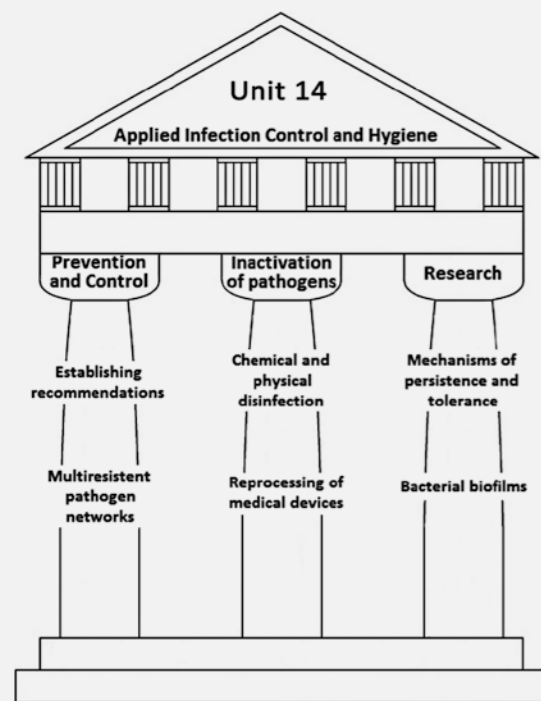 Unit 14
Applied Infection Control and Hygiene
Prevention
and Control
Inactivation
of pathogens
Research
Establishing
recommendations
Multiresistent
pathogen
networks
Chemical and
physical
disinfection
Reprocessing of
medical devices
Mechanisms of
persistence and
tolerance
Bacterial biofilms